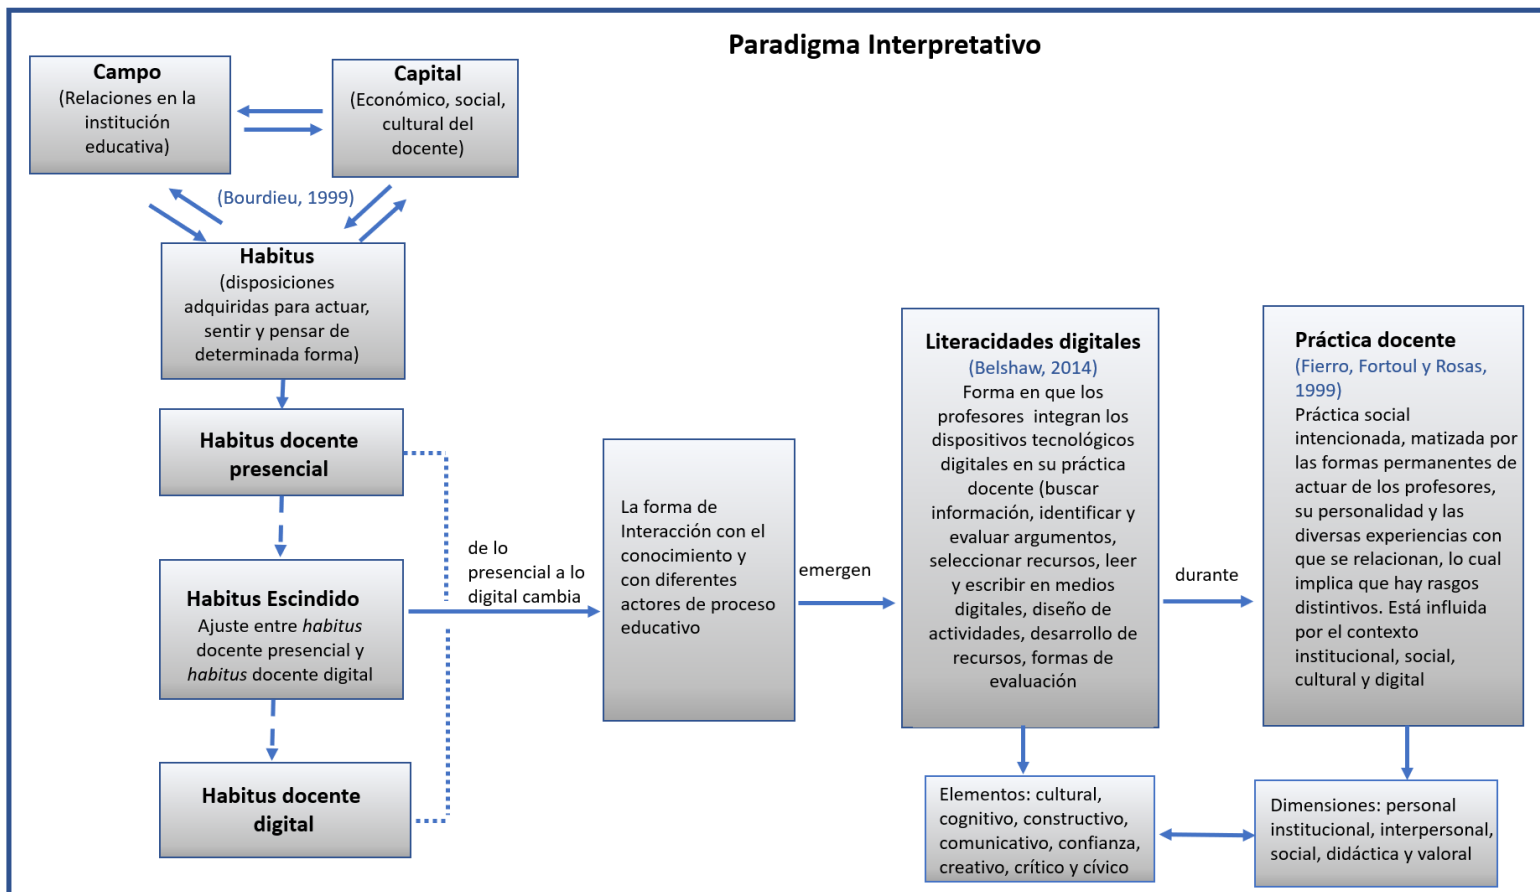 Paradigma Interpretativo
Campo
(Relaciones en la
institución
educativa)
Capital
(Económico, social,
cultural del
docente)
(Bourdieu, 1999)
Habitus
(disposiciones
adquiridas para actuar,
sentir y pensar de
determinada forma)
Habitus docente
presencial
Habitus Escindido
Ajuste entre habitus
docente presencial y
habitus docente digital
Habitus docente
digital
de lo
presencial a lo
digital cambia
La forma de
Interacción con el
conocimiento y
con diferentes
actores de proceso
educativo
emergen
Literacidades digitales
(Belshaw, 2014)
Forma en que los
profesores integran los
dispositivos tecnológicos
digitales en su práctica
docente (buscar
información, identificar y
evaluar argumentos,
seleccionar recursos, leer
y escribir en medios
digitales, diseño de
actividades, desarrollo de
recursos, formas de
evaluación
durante
Práctica docente
(Fierro, Fortoul y Rosas,
1999)
Práctica social
intencionada, matizada por
las formas permanentes de
actuar de los profesores,
su personalidad y las
diversas experiencias con
que se relacionan, lo cual
implica que hay rasgos
distintivos. Está influida
por el contexto
institucional, social,
cultural y digital
Elementos: cultural,
cognitivo, constructivo,
comunicativo, confianza,
creativo, crítico y cívico
Dimensiones: personal
institucional, interpersonal,
social, didáctica y valoral